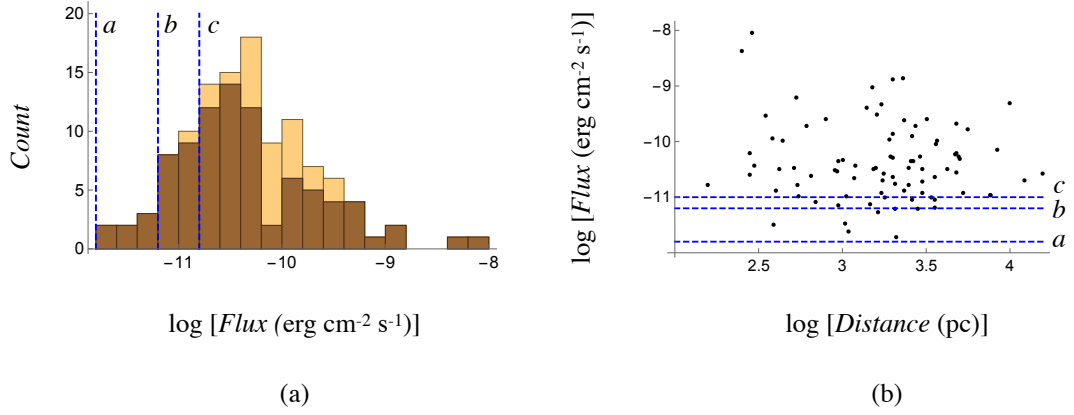 20
15
10
5
0
Count
a
b
c
−11
−10
−9
−8
log [Flux (erg cm-2 s-1)]
(a)
−8
−9
−10
−11
log [Flux (erg cm-2 s-1)]
c
b
a
2.5
3
3.5
4
log [Distance (pc)]
(b)